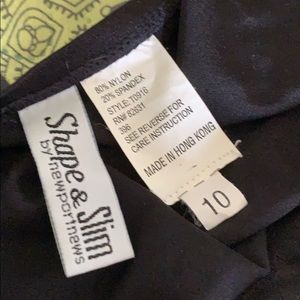 80% NYLON
20% SPANDEX
STYLE: T0916
RN# 82631
396
SEE REVERSE FOR
CARE INSTRUCTION
MADE IN HONG KONG
10
Shape & Slim
by newport news